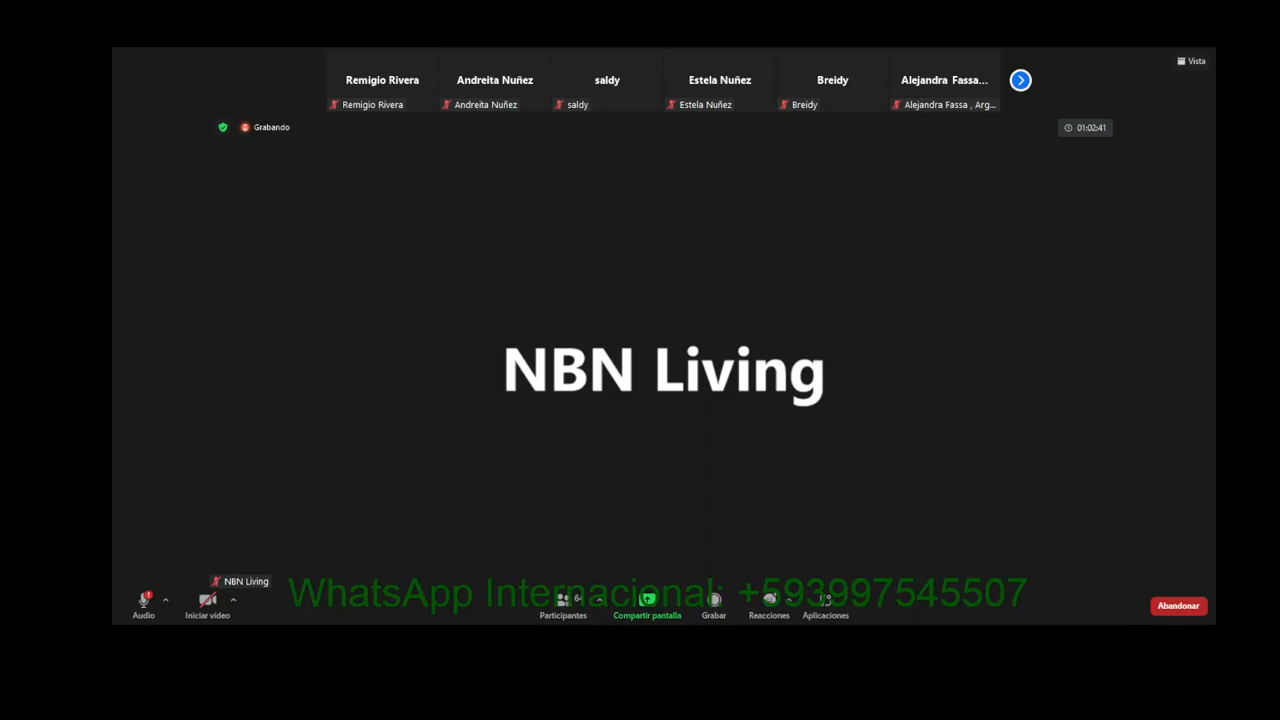 Vista
Remigio Rivera
Andreita Nuñez
saldy
Estela Nuñez
Breidy
Alejandra Fassa...
Remigio Rivera
Andreita Nuñez
saldy
Estela Nuñez
Breidy
Alejandra Fassa , Arg...
Grabando
01:02:41
NBN Living
NBN Living
WhatsApp Internacional: +593997545507
Audio
Iniciar video
Participantes
Compartir pantalla
Grabar
Reacciones
Aplicaciones
Abandonar